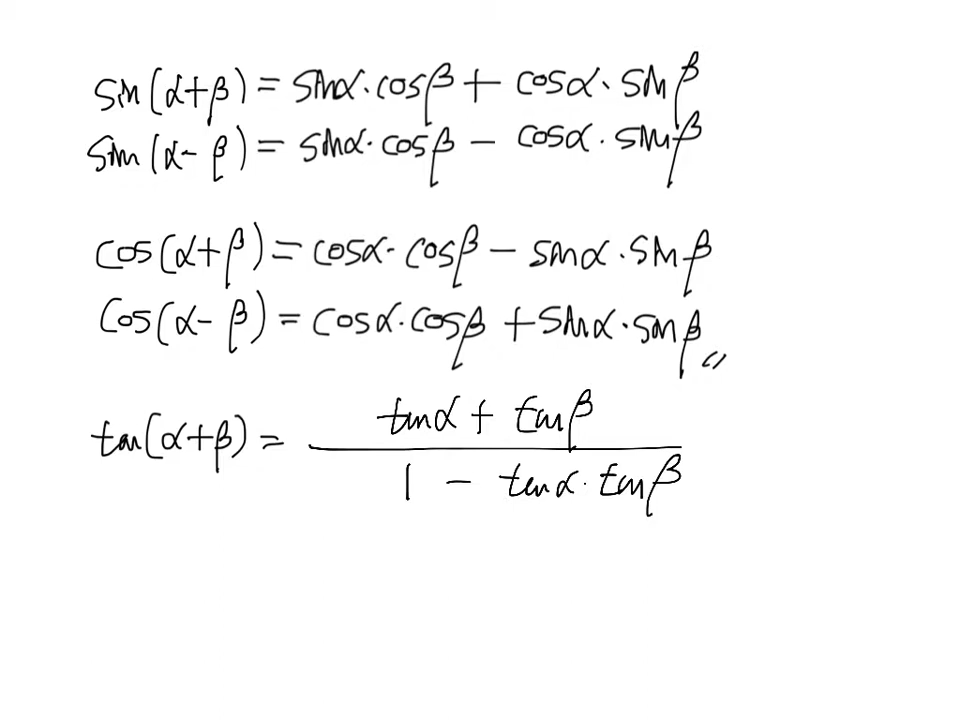 sin(α+β) = sinα·cosβ + cosα·sinβ
sin(α-β) = sinα·cosβ - cosα·sinβ
cos(α+β) = cosα·cosβ - sinα·sinβ
cos(α-β) = cosα·cosβ + sinα·sinβ
tan(α+β) = (tanα + tanβ) / (1 - tanα·tanβ)